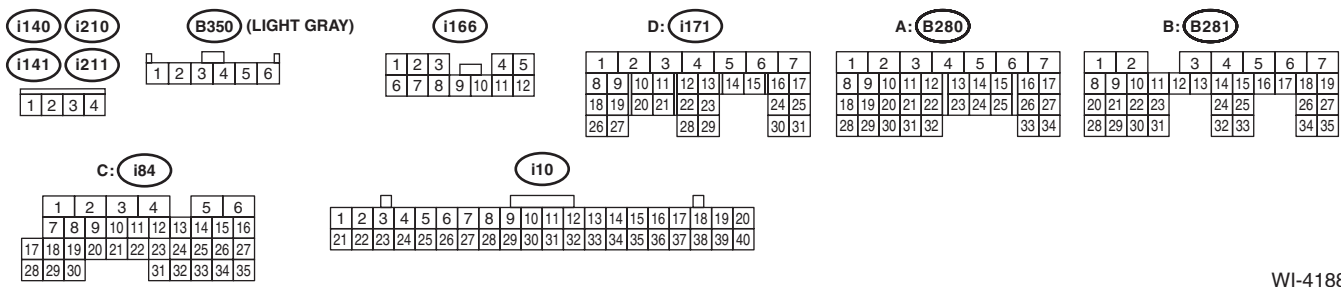 i140 i210
B350 (LIGHT GRAY)
i166
D: i171
A: B280
B: B281
i141 i211
1 2 3 4
1 2 3 4 5 6
1 2 3 4 5
6 7 8 9 10 11 12
1 2 3 4 5 6 7
8 9 10 11 12 13 14 15 16 17
18 19 20 21 22 23 24 25
26 27 28 29 30 31
1 2 3 4 5 6 7
8 9 10 11 12 13 14 15 16 17
18 19 20 21 22 23 24 25 26 27
28 29 30 31 32 33 34
1 2 3 4 5 6 7
8 9 10 11 12 13 14 15 16 17 18 19
20 21 22 23 24 25 26 27
28 29 30 31 32 33 34 35
C: i84
1 2 3 4 5 6
7 8 9 10 11 12 13 14 15 16
17 18 19 20 21 22 23 24 25 26 27
28 29 30 31 32 33 34 35
i10
1 2 3 4 5 6 7 8 9 10 11 12 13 14 15 16 17 18 19 20
21 22 23 24 25 26 27 28 29 30 31 32 33 34 35 36 37 38 39 40
WI-4188